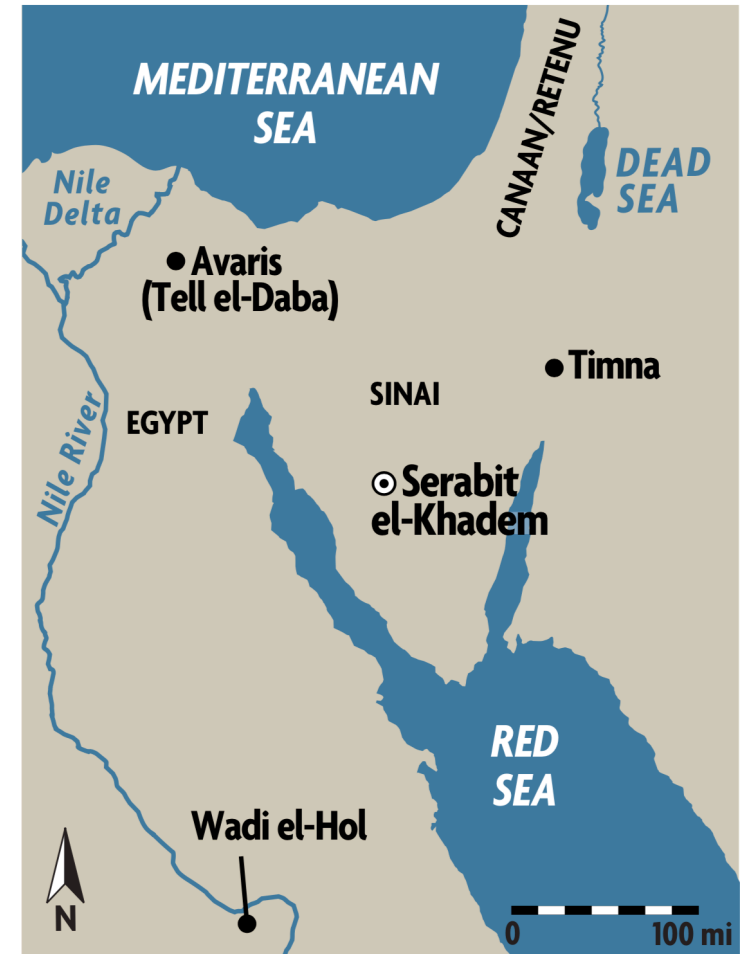 MEDITERRANEAN
SEA
CANAAN/RETENU
DEAD
SEA
Nile
Delta
Avaris
(Tell el-Daba)
Timna
SINAI
EGYPT
Nile River
Serabit
el-Khadem
RED
SEA
Wadi el-Hol
N
0 100 mi